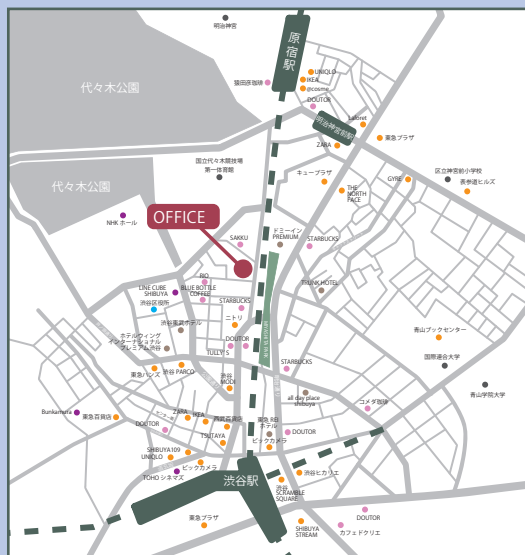 明治神宮
原宿駅
代々木公園
猿田彦珈琲
UNIQLO
IKEA
@cosme
DOUTOR
Laforet
明治神宮前駅
ZARA
東急プラザ
国立代々木競技場
第一体育館
キュープラザ
THE
NORTH
FACE
GYRE
区立神宮前小学校
表参道ヒルズ
代々木公園
NHK ホール
OFFICE
SAKKU
ドミーイン
PREMIUM
STARBUCKS
RIO
LINE CUBE
SHIBUYA
BLUE BOTTLE
COFFEE
TRUNK HOTEL
渋谷区役所
STARBUCKS
渋谷東武ホテル
ニトリ
ホテルウィング
インターナショナル
プレミアム渋谷
DOUTOR
TULLY'S
青山ブックセンター
国際連合大学
東急ハンズ
渋谷 PARCO
渋谷
MODI
STARBUCKS
青山学院大学
all day place
shibuya
コメダ珈琲
Bunkamura
東急百貨店
ZARA
IKEA
西武百貨店
DOUTOR
TSUTAYA
東急 REI
ホテル
DOUTOR
ビックカメラ
SHIBUYA109
UNIQLO
ビックカメラ
TOHO シネマズ
渋谷駅
渋谷ヒカリエ
渋谷
SCRAMBLE
SQUARE
東急プラザ
SHIBUYA
STREAM
DOUTOR
カフェドクリエ